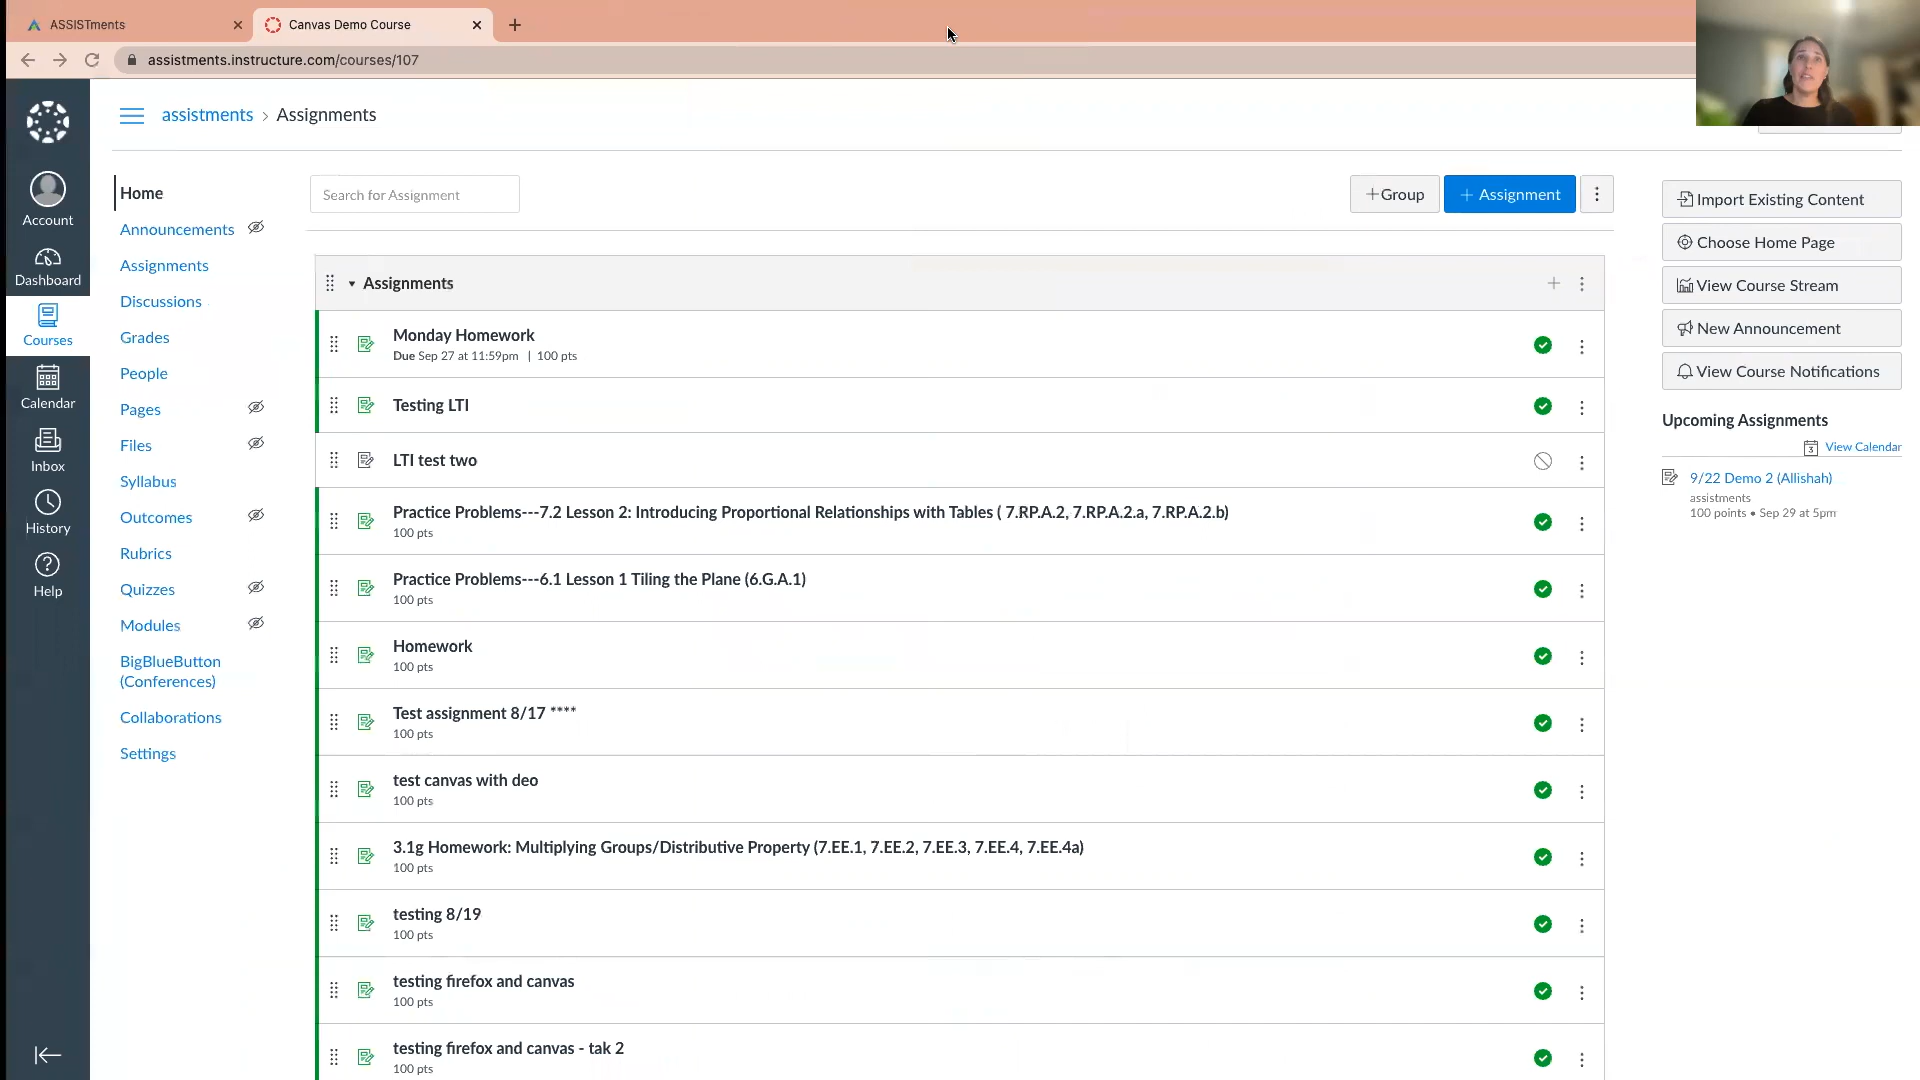 ASSISTments
Canvas Demo Course
assistments.instructure.com/courses/107
assistments > Assignments
Account
Dashboard
Courses
Calendar
Inbox
History
Help
Home
Announcements
Assignments
Discussions
Grades
People
Pages
Files
Syllabus
Outcomes
Rubrics
Quizzes
Modules
BigBlueButton
(Conferences)
Collaborations
Settings
Search for Assignment
+Group
+ Assignment
Assignments
Monday Homework
Due Sep 27 at 11:59pm | 100 pts
Testing LTI
LTI test two
Practice Problems---7.2 Lesson 2: Introducing Proportional Relationships with Tables ( 7.RP.A.2, 7.RP.A.2.a, 7.RP.A.2.b)
100 pts
Practice Problems---6.1 Lesson 1 Tiling the Plane (6.G.A.1)
100 pts
Homework
100 pts
Test assignment 8/17 ****
100 pts
test canvas with deo
100 pts
3.1g Homework: Multiplying Groups/Distributive Property (7.EE.1, 7.EE.2, 7.EE.3, 7.EE.4, 7.EE.4a)
100 pts
testing 8/19
100 pts
testing firefox and canvas
100 pts
testing firefox and canvas - tak 2
100 pts
Import Existing Content
Choose Home Page
View Course Stream
New Announcement
View Course Notifications
Upcoming Assignments
3 View Calendar
9/22 Demo 2 (Allishah)
assistments
100 points • Sep 29 at 5pm